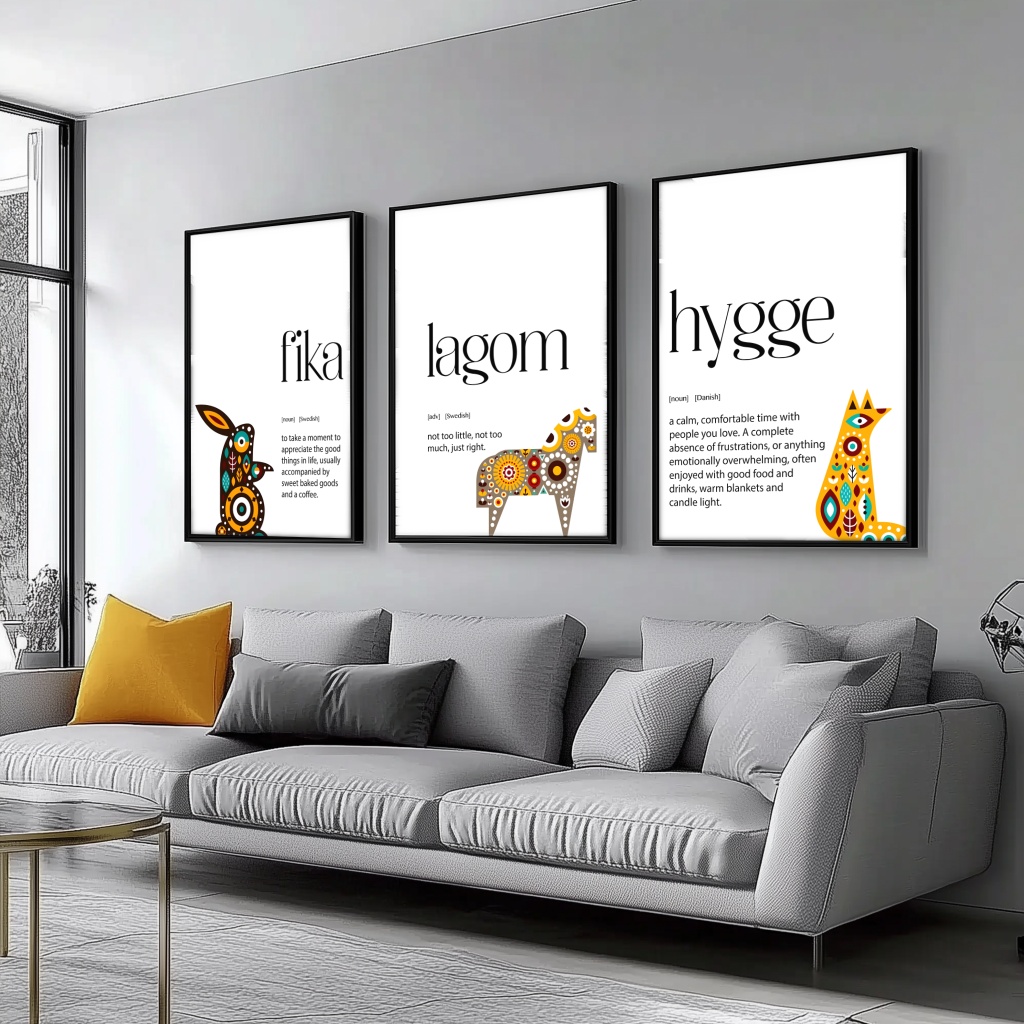 fika
[noun] [Swedish]
to take a moment to
appreciate the good
things in life, usually
accompanied by
sweet baked goods
and a coffee.
lagom
[adv] [Swedish]
not too little, not too
much, just right.
hygge
[noun] [Danish]
a calm, comfortable time with
people you love. A complete
absence of frustrations, or anything
emotionally overwhelming, often
enjoyed with good food and
drinks, warm blankets and
candle light.